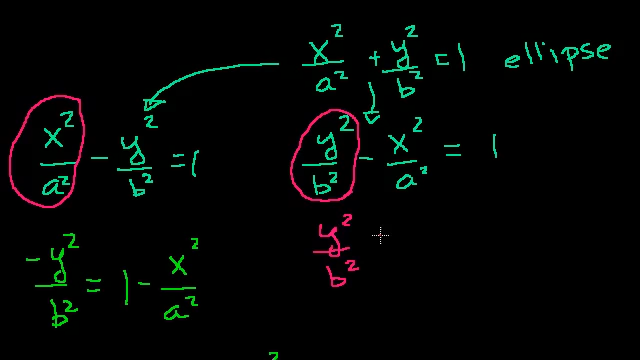 x²/a² + y²/b² = 1 ellipse
x²/a² - y²/b² = 1
y²/b² - x²/a² = 1
-y²/b² = 1 - x²/a²
y²/b²
2